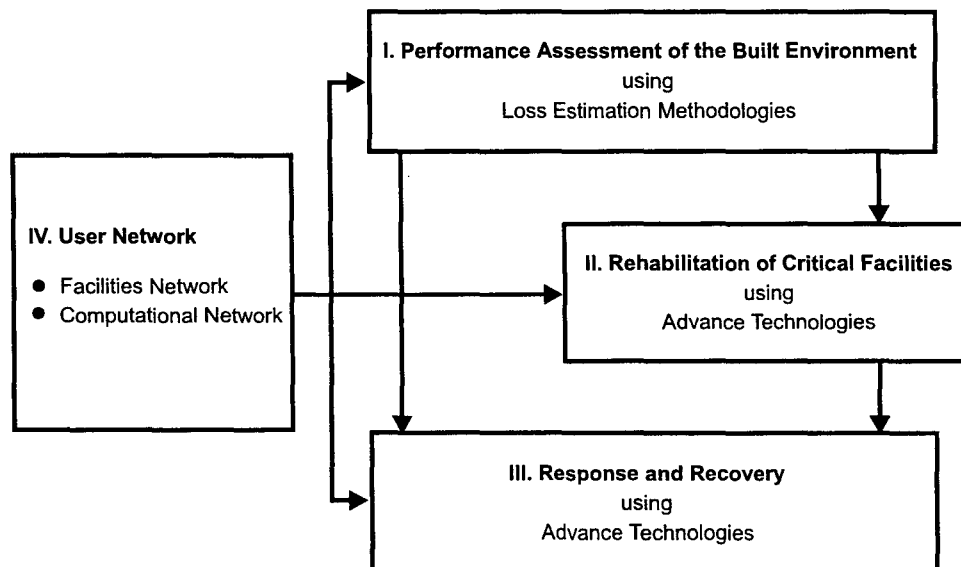 I. Performance Assessment of the Built Environment
using
Loss Estimation Methodologies
IV. User Network
● Facilities Network
● Computational Network
II. Rehabilitation of Critical Facilities
using
Advance Technologies
III. Response and Recovery
using
Advance Technologies